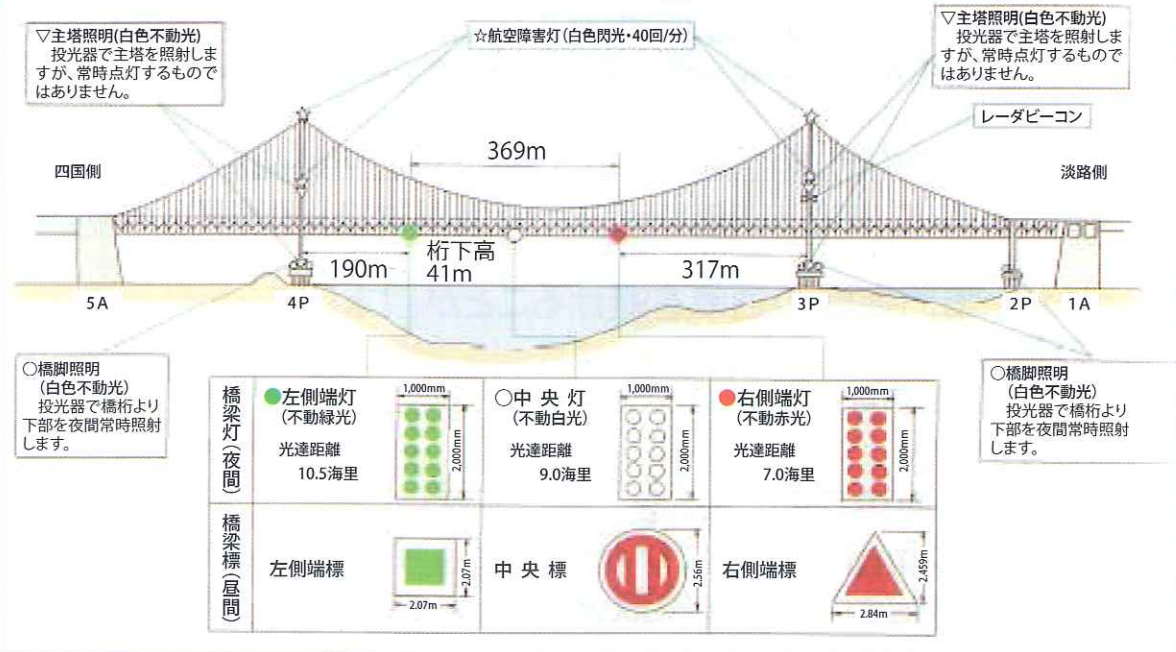 ▽主塔照明(白色不動光)
投光器で主塔を照射しま
すが、常時点灯するもので
はありません。
☆航空障害灯(白色閃光・40回/分)
▽主塔照明(白色不動光)
投光器で主塔を照射しま
すが、常時点灯するもので
はありません。
レーダビーコン
369m
四国側
淡路側
190m
桁下高
41m
317m
5A
4P
3P
2P
1A
○橋脚照明
(白色不動光)
投光器で橋桁より
下部を夜間常時照射
します。
○橋脚照明
(白色不動光)
投光器で橋桁より
下部を夜間常時照射
します。
橋梁灯(夜間)
左側端灯
(不動緑光)
光達距離
10.5海里
1,000mm
2,000mm
中央灯
(不動白光)
光達距離
9.0海里
1,000mm
2,000mm
右側端灯
(不動赤光)
光達距離
7.0海里
1,000mm
2,000mm
橋梁標(昼間)
左側端標
2.07m
2.07m
中央標
2.56m
右側端標
2.459m
2.84m